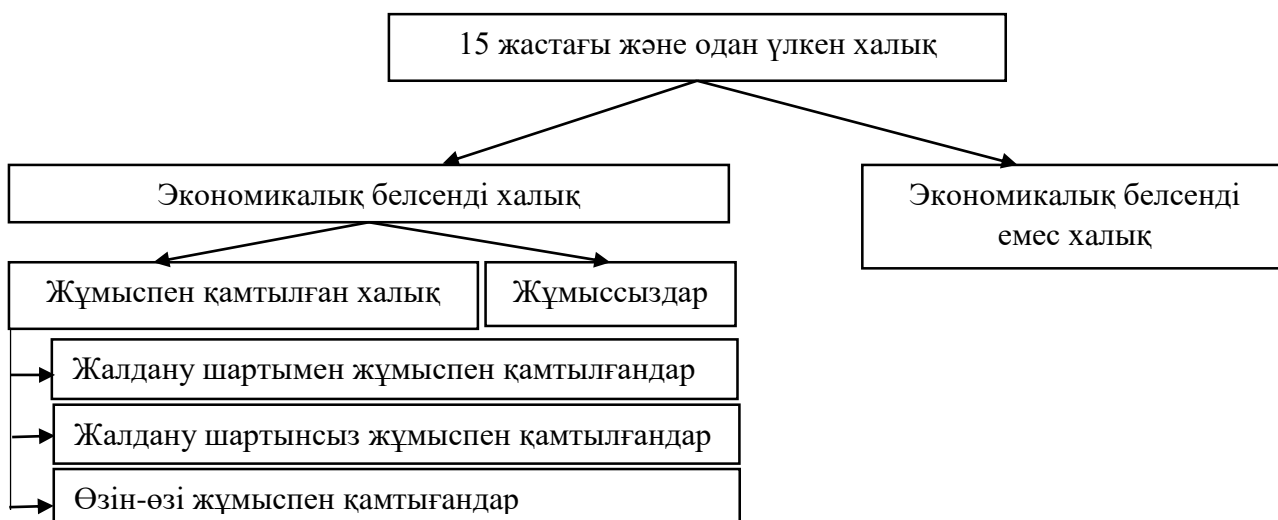 15 жастағы және одан үлкен халық
Экономикалық белсенді халық
Экономикалық белсенді
емес халық
Жұмыспен қамтылған халық
Жұмыссыздар
Жалдану шартымен жұмыспен қамтылғандар
Жалдану шартынсыз жұмыспен қамтылғандар
Өзін-өзі жұмыспен қамтығандар